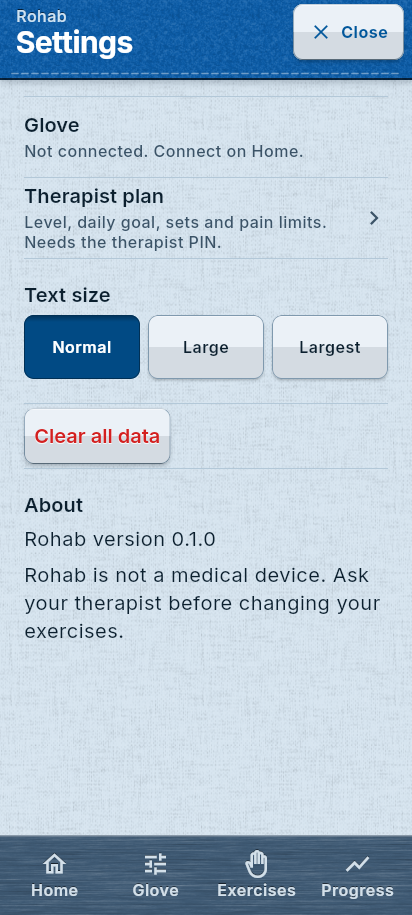 Rohab
Settings
Close
Glove
Not connected. Connect on Home.
Therapist plan
Level, daily goal, sets and pain limits.
Needs the therapist PIN.
Text size
Normal
Large
Largest
Clear all data
About
Rohab version 0.1.0
Rohab is not a medical device. Ask
your therapist before changing your
exercises.
Home
Glove
Exercises
Progress